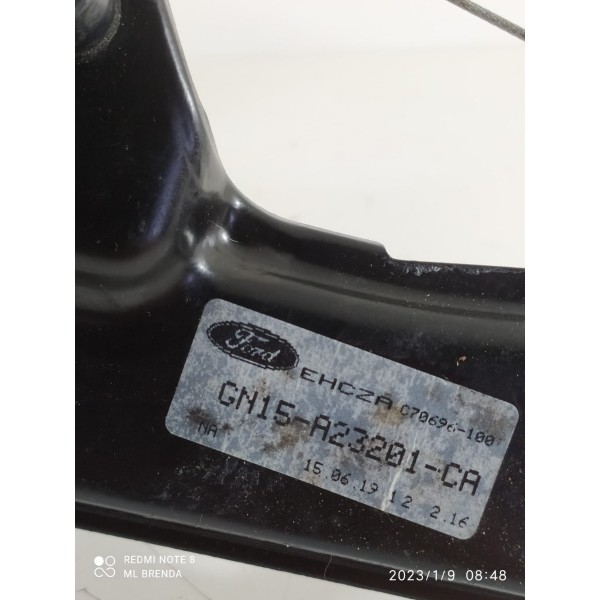 Ford
EHCZA C70696-100
GN15-A23201-CA
NA
15.06.19 12 2.16
REDMI NOTE 8
ML BRENDA
2023/1/9 08:48